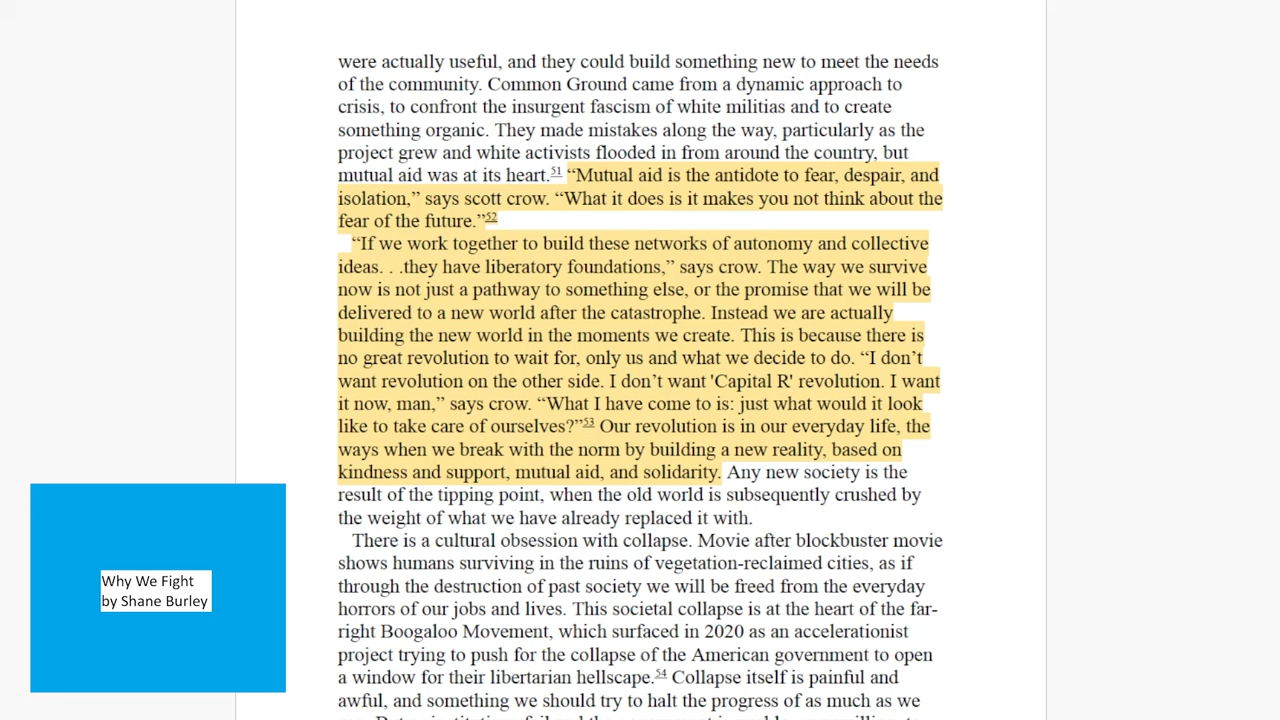 were actually useful, and they could build something new to meet the needs
of the community. Common Ground came from a dynamic approach to
crisis, to confront the insurgent fascism of white militias and to create
something organic. They made mistakes along the way, particularly as the
project grew and white activists flooded in from around the country, but
mutual aid was at its heart.51 “Mutual aid is the antidote to fear, despair, and
isolation,” says scott crow. “What it does is it makes you not think about the
fear of the future.”52
“If we work together to build these networks of autonomy and collective
ideas. . .they have liberatory foundations,” says crow. The way we survive
now is not just a pathway to something else, or the promise that we will be
delivered to a new world after the catastrophe. Instead we are actually
building the new world in the moments we create. This is because there is
no great revolution to wait for, only us and what we decide to do. “I don’t
want revolution on the other side. I don’t want 'Capital R' revolution. I want
it now, man,” says crow. “What I have come to is: just what would it look
like to take care of ourselves?”53 Our revolution is in our everyday life, the
ways when we break with the norm by building a new reality, based on
kindness and support, mutual aid, and solidarity. Any new society is the
result of the tipping point, when the old world is subsequently crushed by
the weight of what we have already replaced it with.
There is a cultural obsession with collapse. Movie after blockbuster movie
shows humans surviving in the ruins of vegetation-reclaimed cities, as if
through the destruction of past society we will be freed from the everyday
horrors of our jobs and lives. This societal collapse is at the heart of the far-
right Boogaloo Movement, which surfaced in 2020 as an accelerationist
project trying to push for the collapse of the American government to open
a window for their libertarian hellscape.54 Collapse itself is painful and
awful, and something we should try to halt the progress of as much as we
Why We Fight
by Shane Burley